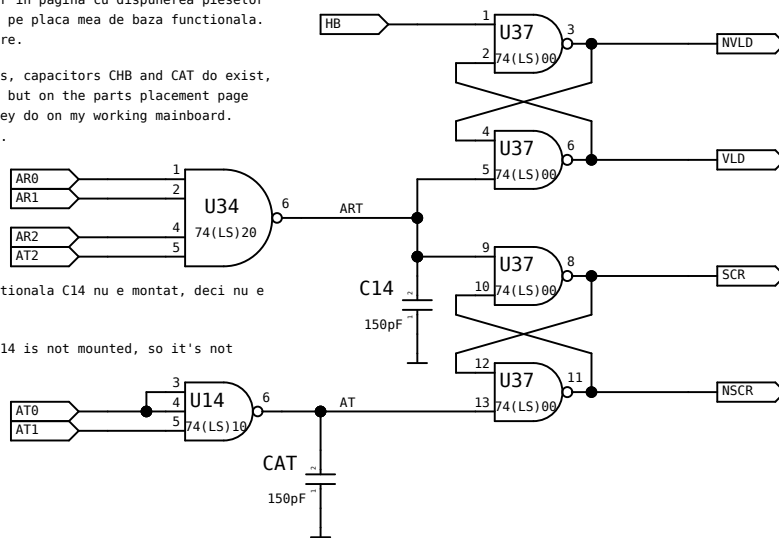 r in pagina cu dispunerea pieselor
pe placa mea de baza functionala.
re.
s, capacitors CHB and CAT do exist,
but on the parts placement page
ey do on my working mainboard.
.
HB
1
2
U37
74(LS)00
3
NVLD
4
5
U37
74(LS)00
6
VLD
AR0
AR1
AR2
AT2
1
2
4
5
U34
74(LS)20
6
ART
9
10
U37
74(LS)00
8
SCR
C14
150pF
2
1
tionala C14 nu e montat, deci nu e
14 is not mounted, so it's not
12
13
U37
74(LS)00
11
NSCR
AT0
AT1
3
4
5
U14
74(LS)10
6
AT
CAT
150pF
2
1